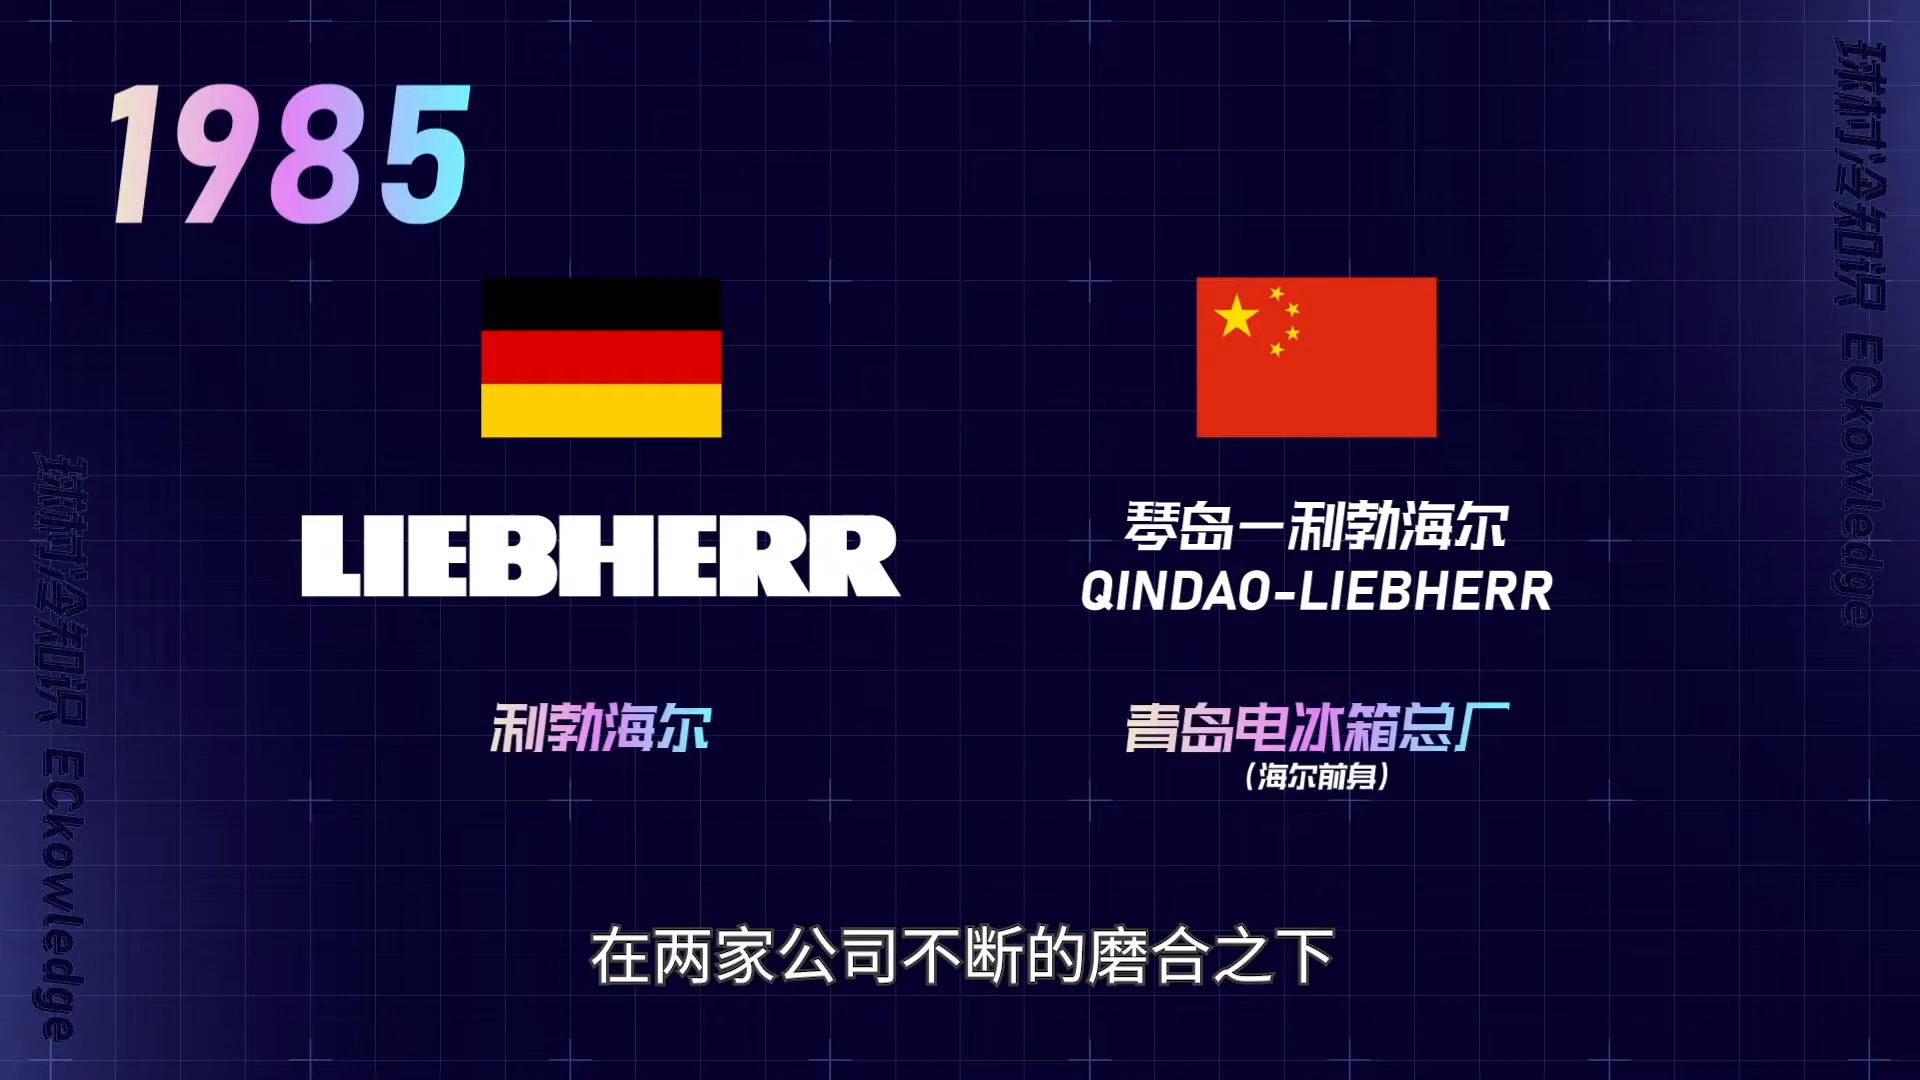 1985
LIEBHERR
利勃海尔
琴岛—利勃海尔
QINDAO-LIEBHERR
青岛电冰箱总厂
（海尔前身）
在两家公司不断的磨合之下
ECkowledge
ECkowledge